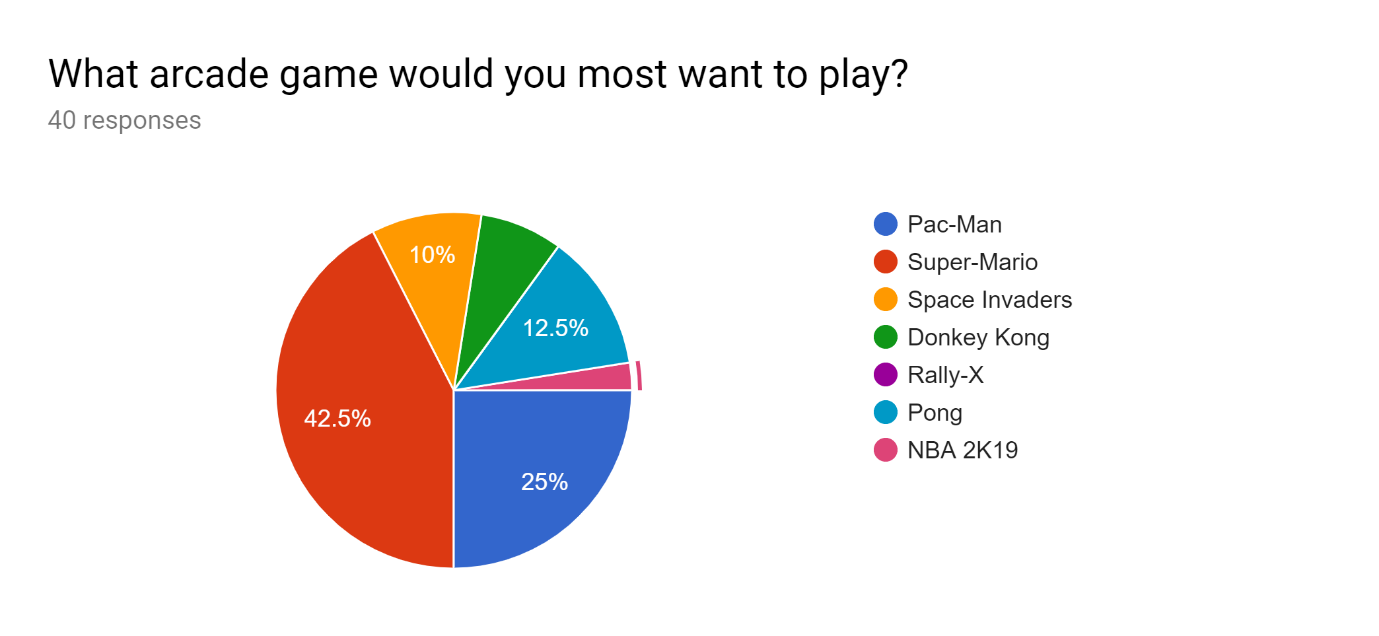 What arcade game would you most want to play?
40 responses
10%
12.5%
42.5%
25%
Pac-Man
Super-Mario
Space Invaders
Donkey Kong
Rally-X
Pong
NBA 2K19